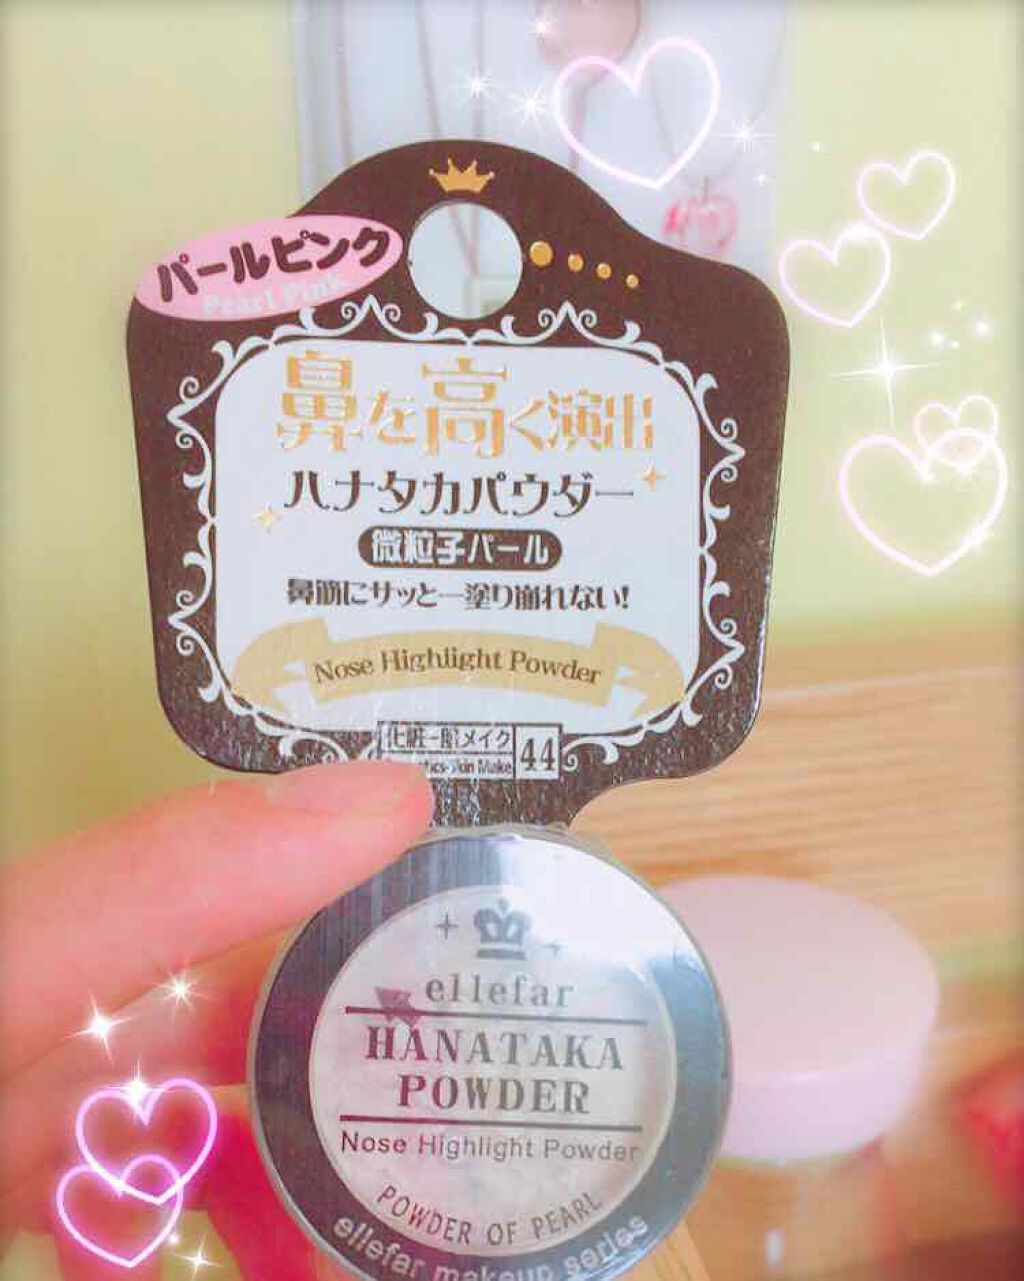 パールピンク
Pearl Pink
鼻を高く演出
ハナタカパウダー
微粒子パール
鼻筋にサッと一塗り崩れない!
Nose Highlight Powder
化粧一般メイク 44
Skin Make
ellefar
HANATAKA
POWDER
Nose Highlight Powder
POWDER OF PEARL
ellefar makeup series